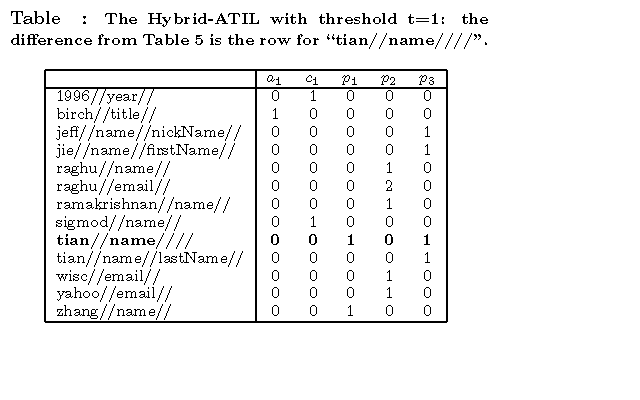 Table : The Hybrid-ATIL with threshold t=1: the
difference from Table 5 is the row for “tian//name////”.
a1 c1 p1 p2 p3
1996//year// 0 1 0 0 0
birch//title// 1 0 0 0 0
jeff//name//nickName// 0 0 0 0 1
jie//name//firstName// 0 0 0 0 1
raghu//name// 0 0 0 1 0
raghu//email// 0 0 0 2 0
ramakrishnan//name// 0 0 0 1 0
sigmod//name// 0 1 0 0 0
tian//name//// 0 0 1 0 1
tian//name//lastName// 0 0 0 0 1
wisc//email// 0 0 0 1 0
yahoo//email// 0 0 0 1 0
zhang//name// 0 0 1 0 0